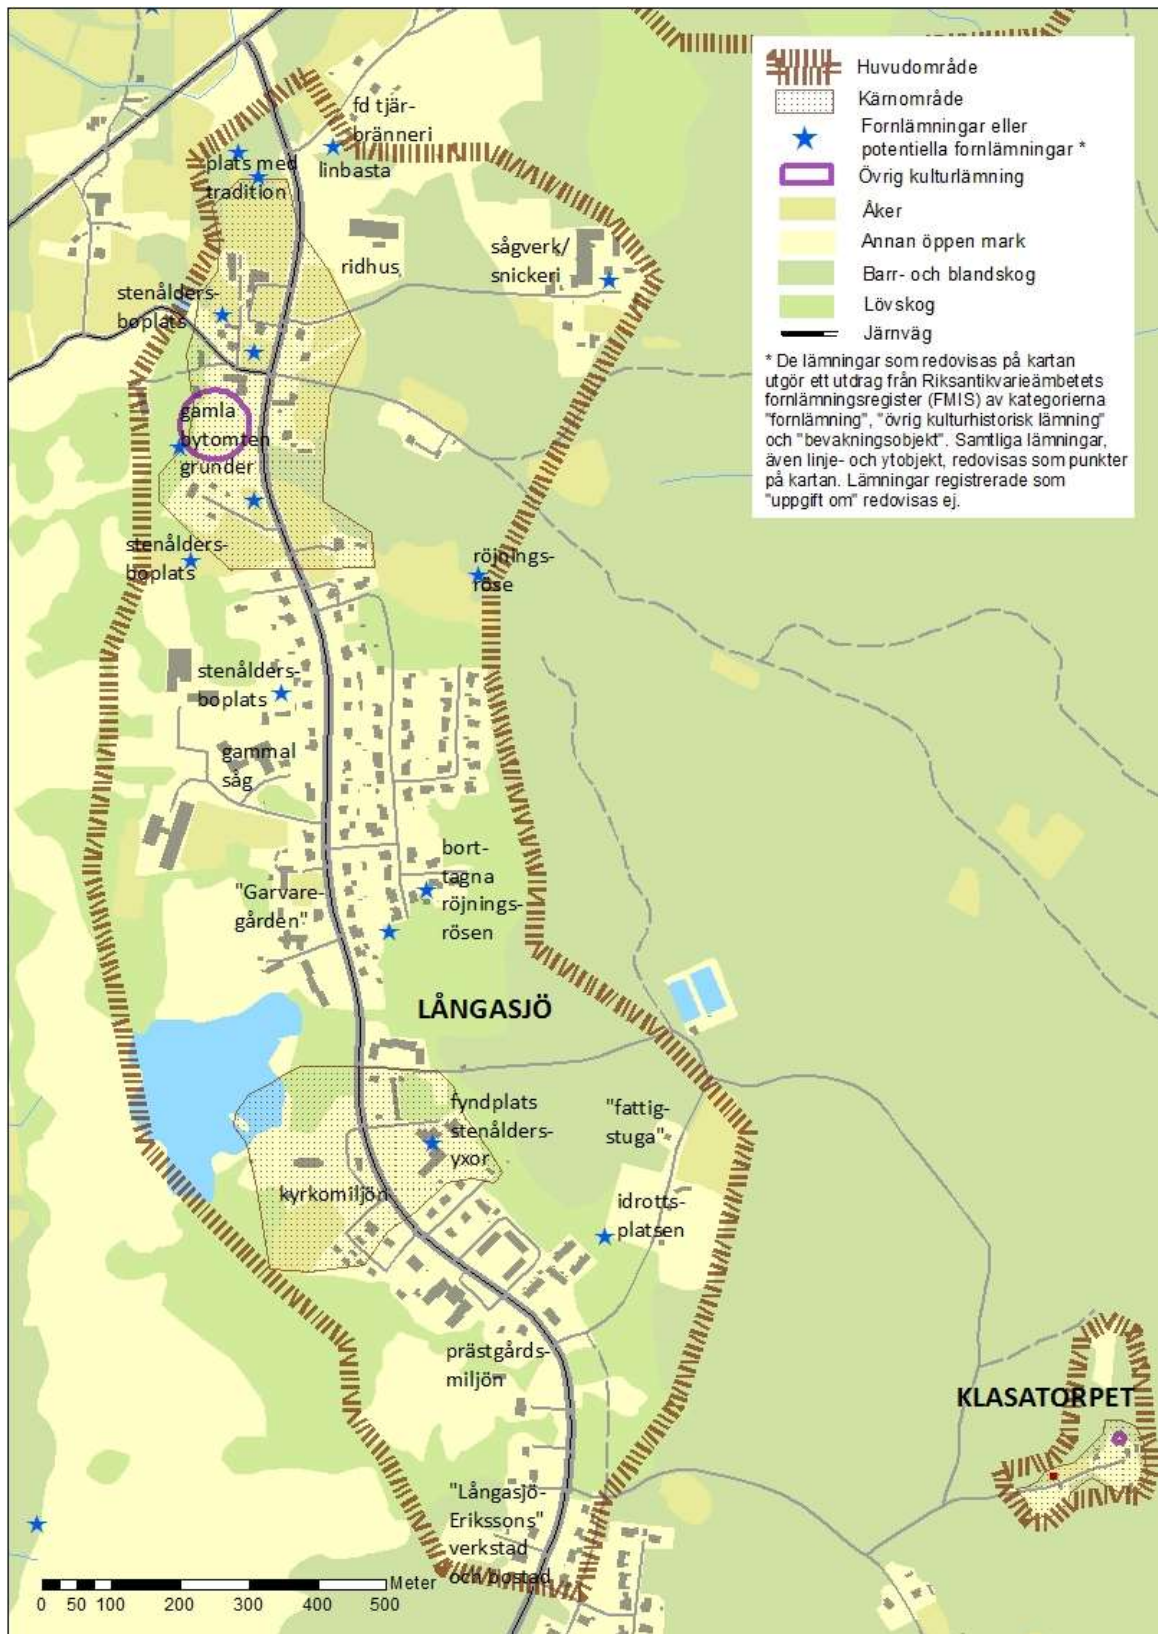 Huvudområde
Kärnområde
Fornlämningar eller
potentiella fornlämningar *
Övrig kulturlämning
Åker
Annan öppen mark
Barr- och blandskog
Lövskog
Järnväg
* De lämningar som redovisas på kartan
utgör ett utdrag från Riksantikvarieämbetets
fornlämningsregister (FMIS) av kategorierna
"fornlämning", "övrig kulturhistorisk lämning"
och "bevakningsobjekt". Samtliga lämningar,
även linje- och ytobjekt, redovisas som punkter
på kartan. Lämningar registrerade som
"uppgift om" redovisas ej.
fd tjär-
bränneri
linbasta
plats med
tradition
ridhus
sågverk/
snickeri
stenålders-
boplats
gamla
bytomten
grunder
stenålders-
boplats
röjnings-
röse
stenålders-
boplats
gammal
såg
"Garvare-
gården"
bort-
tagna
röjnings-
rösen
LÅNGASJÖ
fyndplats
stenålders-
yxor
"fattig-
stuga"
kyrkomiljön
idrotts-
platsen
prästgårds-
miljön
KLASATORPET
"Långasjö-
Erikssons"
verkstad
och bostad
Meter
0 50 100 200 300 400 500